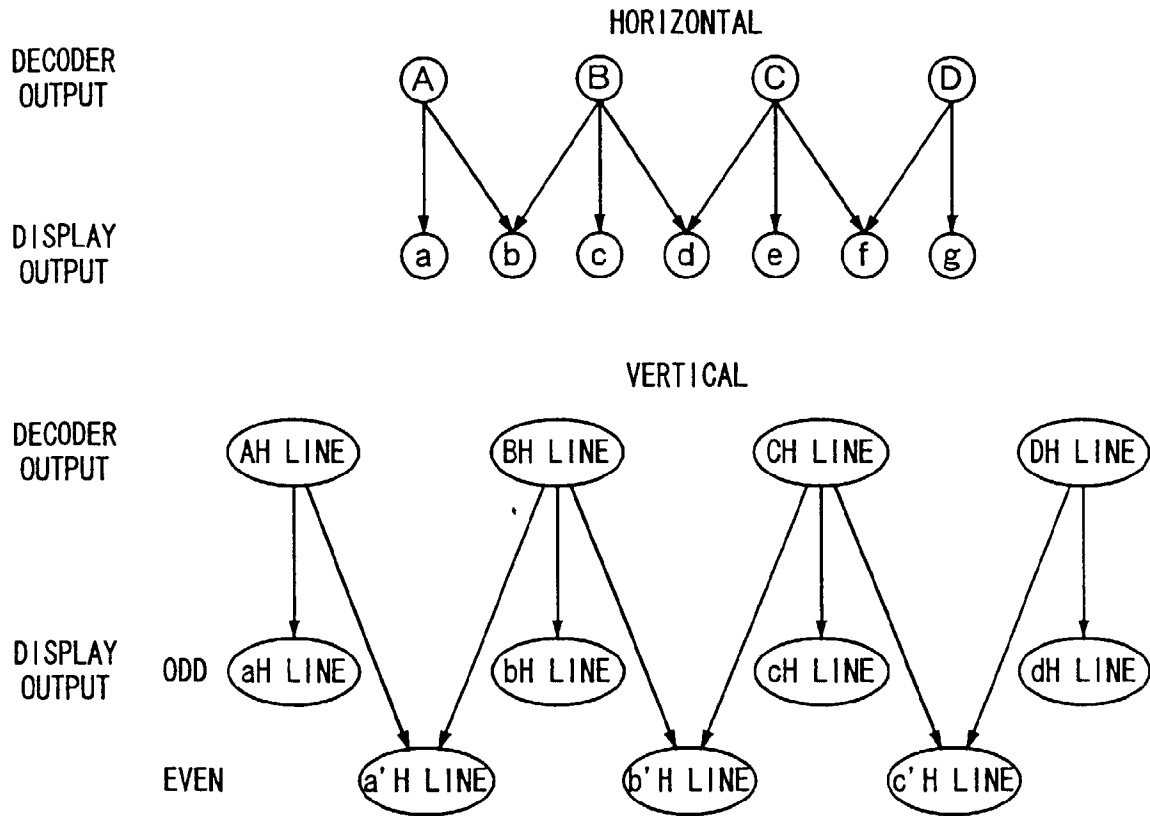 HORIZONTAL
DECODER
OUTPUT
A B C D
DISPLAY
OUTPUT
a b c d e f g
VERTICAL
DECODER
OUTPUT
AH LINE BH LINE CH LINE DH LINE
DISPLAY
OUTPUT
ODD aH LINE bH LINE cH LINE dH LINE
EVEN a'H LINE b'H LINE c'H LINE